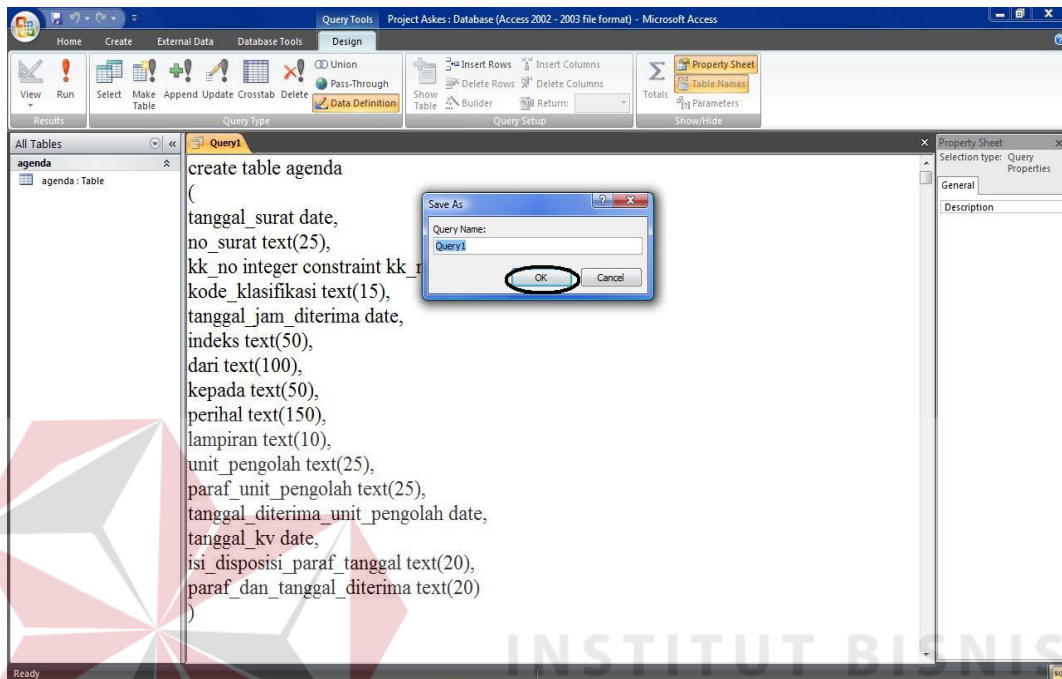 Query Tools
Project Askes : Database (Access 2002 - 2003 file format) - Microsoft Access
Home Create External Data Database Tools Design
View
Run
Results
Select
Make Table
Append
Update
Crosstab
Delete
Union
Pass-Through
Data Definition
Query Type
Show Table
Insert Rows
Delete Rows
Builder
Insert Columns
Delete Columns
Return:
Query Setup
Totals
Property Sheet
Table Names
Parameters
Show/Hide
All Tables
agenda
agenda : Table
Query1
create table agenda
(
tanggal_surat date,
no_surat text(25),
kk_no integer constraint kk_
kode_klasifikasi text(15),
tanggal_jam_diterima date,
indeks text(50),
dari text(100),
kepada text(50),
perihal text(150),
lampiran text(10),
unit_pengolah text(25),
paraf_unit_pengolah text(25),
tanggal_diterima_unit_pengolah date,
tanggal_kv date,
isi_disposisi_paraf_tanggal text(20),
paraf_dan_tanggal_diterima text(20)
)
Save As
Query Name:
Query1
OK
Cancel
Property Sheet
Selection type: Query Properties
General
Description
INSTITUT BISNIS
Ready